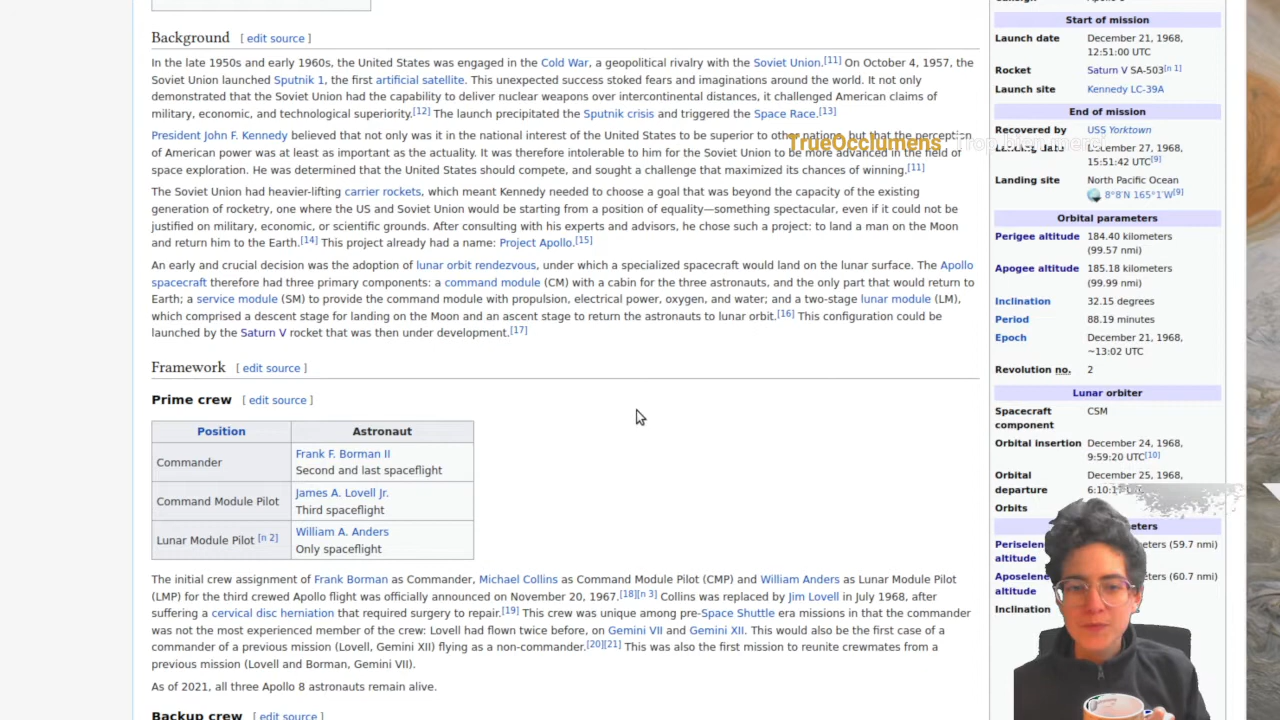 Background [ edit source ]
In the late 1950s and early 1960s, the United States was engaged in the Cold War, a geopolitical rivalry with the Soviet Union.[11] On October 4, 1957, the
Soviet Union launched Sputnik 1, the first artificial satellite. This unexpected success stoked fears and imaginations around the world. It not only
demonstrated that the Soviet Union had the capability to deliver nuclear weapons over intercontinental distances, it challenged American claims of
military, economic, and technological superiority.[12] The launch precipitated the Sputnik crisis and triggered the Space Race.[13]
President John F. Kennedy believed that not only was it in the national interest of the United States to be superior to other nations, but that the perception
of American power was at least as important as the actuality. It was therefore intolerable to him for the Soviet Union to be more advanced in the field of
space exploration. He was determined that the United States should compete, and sought a challenge that maximized its chances of winning.[11]
TrueOcclumens Trop bien merci
The Soviet Union had heavier-lifting carrier rockets, which meant Kennedy needed to choose a goal that was beyond the capacity of the existing
generation of rocketry, one where the US and Soviet Union would be starting from a position of equality—something spectacular, even if it could not be
justified on military, economic, or scientific grounds. After consulting with his experts and advisors, he chose such a project: to land a man on the Moon
and return him to the Earth.[14] This project already had a name: Project Apollo.[15]
An early and crucial decision was the adoption of lunar orbit rendezvous, under which a specialized spacecraft would land on the lunar surface. The Apollo
spacecraft therefore had three primary components: a command module (CM) with a cabin for the three astronauts, and the only part that would return to
Earth; a service module (SM) to provide the command module with propulsion, electrical power, oxygen, and water; and a two-stage lunar module (LM),
which comprised a descent stage for landing on the Moon and an ascent stage to return the astronauts to lunar orbit.[16] This configuration could be
launched by the Saturn V rocket that was then under development.[17]
Framework [ edit source ]
Prime crew [ edit source ]
Position Astronaut
Commander
Frank F. Borman II
Second and last spaceflight
Command Module Pilot
James A. Lovell Jr.
Third spaceflight
Lunar Module Pilot [n 2]
William A. Anders
Only spaceflight
The initial crew assignment of Frank Borman as Commander, Michael Collins as Command Module Pilot (CMP) and William Anders as Lunar Module Pilot
(LMP) for the third crewed Apollo flight was officially announced on November 20, 1967.[18][n 3] Collins was replaced by Jim Lovell in July 1968, after
suffering a cervical disc herniation that required surgery to repair.[19] This crew was unique among pre-Space Shuttle era missions in that the commander
was not the most experienced member of the crew: Lovell had flown twice before, on Gemini VII and Gemini XII. This would also be the first case of a
commander of a previous mission (Lovell, Gemini XII) flying as a non-commander.[20][21] This was also the first mission to reunite crewmates from a
previous mission (Lovell and Borman, Gemini VII).
As of 2021, all three Apollo 8 astronauts remain alive.
Backup crew [ edit source ]
Start of mission
Launch date December 21, 1968,
12:51:00 UTC
Rocket Saturn V SA-503[n 1]
Launch site Kennedy LC-39A
End of mission
Recovered by USS Yorktown
Landing date December 27, 1968,
15:51:42 UTC[9]
Landing site North Pacific Ocean
8°8′N 165°1′W[9]
Orbital parameters
Perigee altitude 184.40 kilometers
(99.57 nmi)
Apogee altitude 185.18 kilometers
(99.99 nmi)
Inclination 32.15 degrees
Period 88.19 minutes
Epoch December 21, 1968,
~13:02 UTC
Revolution no. 2
Lunar orbiter
Spacecraft
component CSM
Orbital insertion December 24, 1968,
9:59:20 UTC[10]
Orbital
departure December 25, 1968,
6:10:1
Orbits
eters
Periselen
altitude eters (59.7 nmi)
Aposelene
altitude eters (60.7 nmi)
Inclination